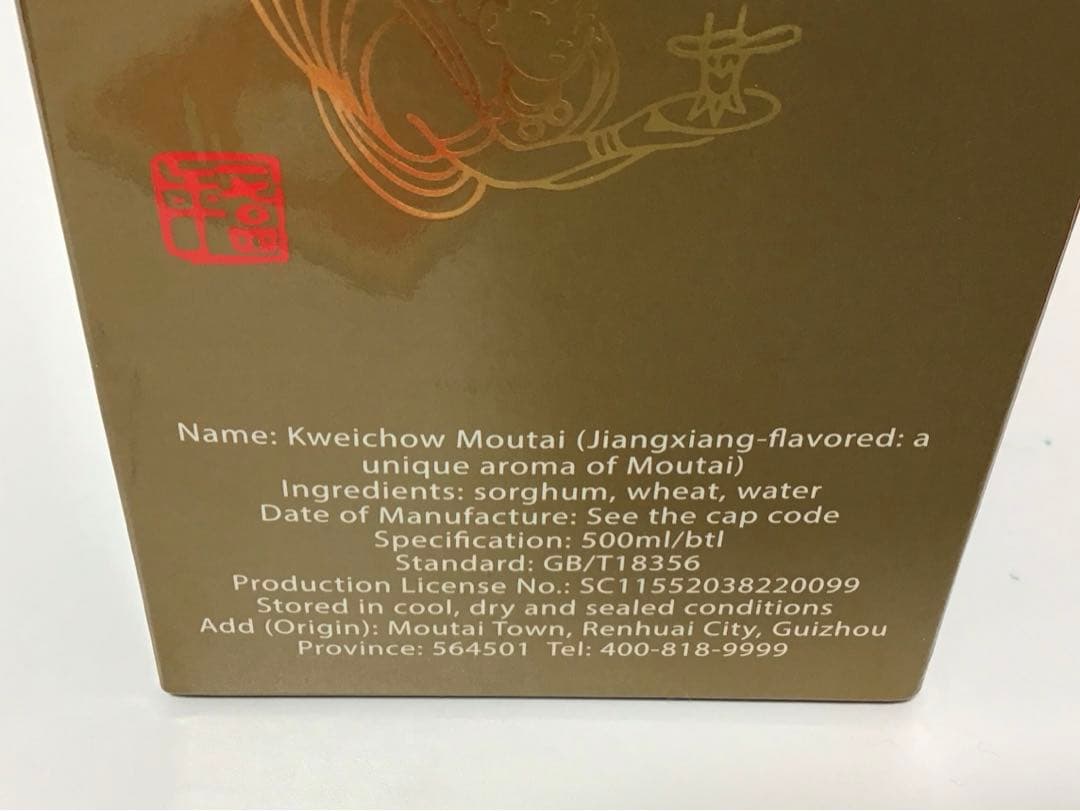 Name: Kweichow Moutai (Jiangxiang-flavored: a
unique aroma of Moutai)
Ingredients: sorghum, wheat, water
Date of Manufacture: See the cap code
Specification: 500ml/btl
Standard: GB/T18356
Production License No.: SC11552038220099
Stored in cool, dry and sealed conditions
Add (Origin): Moutai Town, Renhuai City, Guizhou
Province: 564501 Tel: 400-818-9999